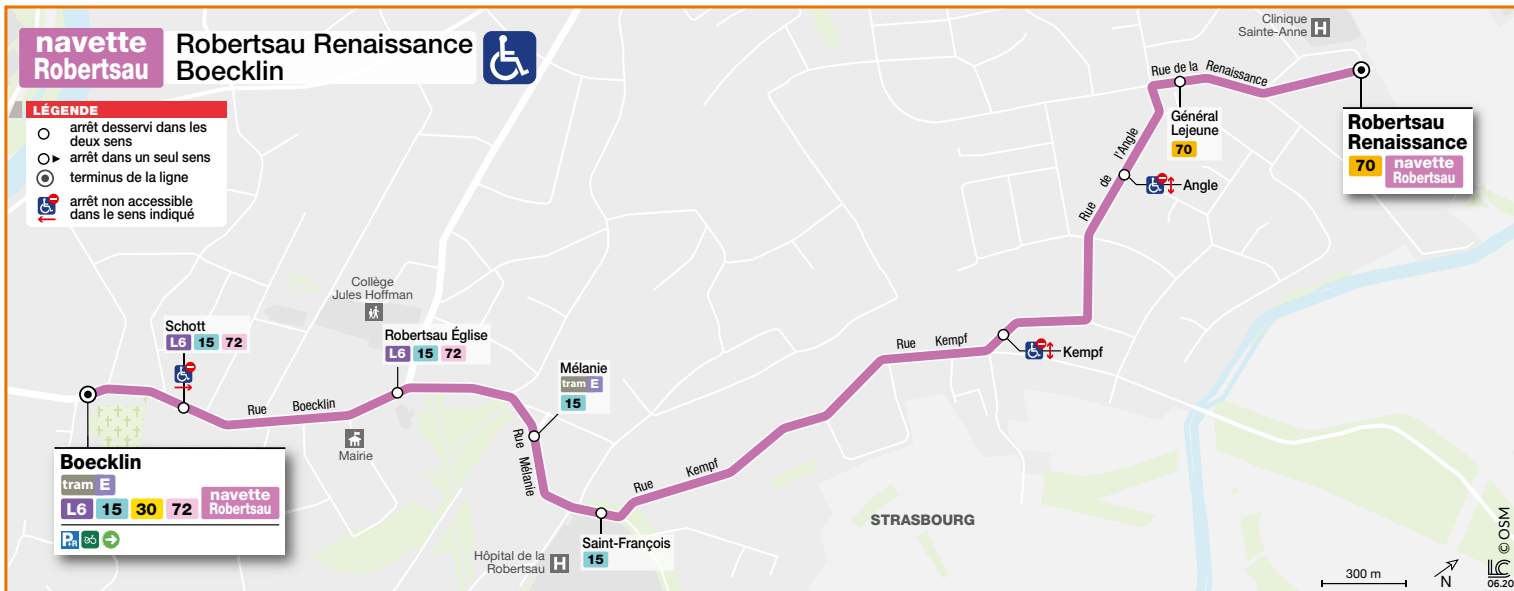 navette
Robertsau
Robertsau Renaissance
Boecklin
LÉGENDE
arrêt desservi dans les
deux sens
arrêt dans un seul sens
terminus de la ligne
arrêt non accessible
dans le sens indiqué
Clinique
Sainte-Anne H
Rue de la Renaissance
Général
Lejeune
70
Robertsau
Renaissance
70 navette
Robertsau
Rue de l'Angle
Angle
Collège
Jules Hoffman
Schott
L6 15 72
Robertsau Église
L6 15 72
Mélanie
tram E
15
Rue Kempf
Kempf
Rue Boecklin
Mairie
Rue Mélanie
Boecklin
tram E
L6 15 30 72 navette
Robertsau
P+R
Rue Kempf
STRASBOURG
Saint-François
15
Hôpital de la
Robertsau H
300 m
N
© OSM
06.20